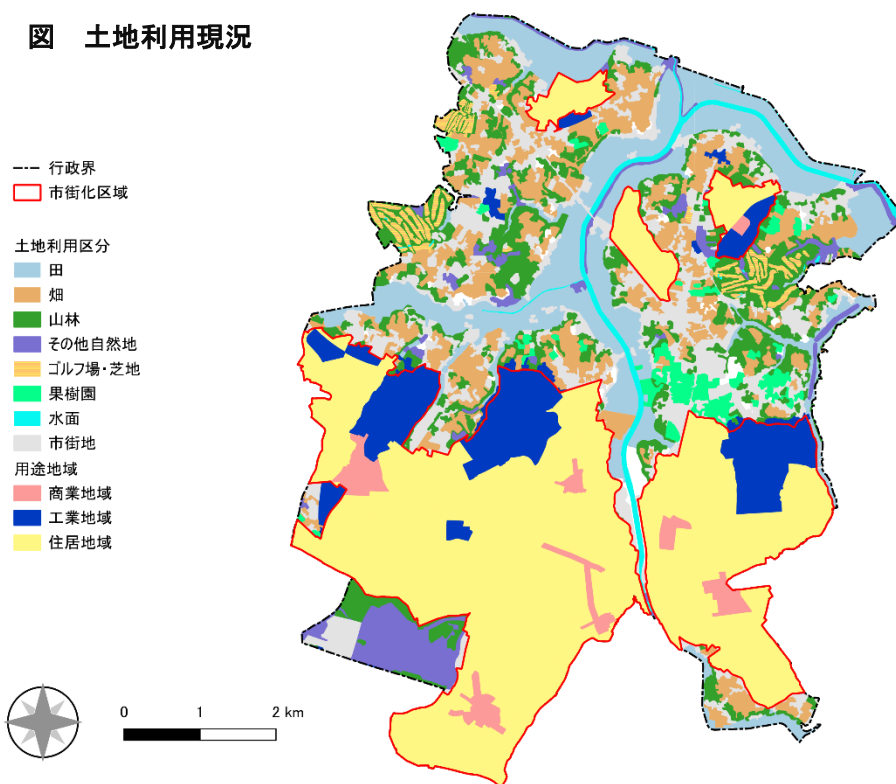 図 土地利用現況
行政界
市街化区域
土地利用区分
田
畑
山林
その他自然地
ゴルフ場・芝地
果樹園
水面
市街地
用途地域
商業地域
工業地域
住居地域
0 1 2 km